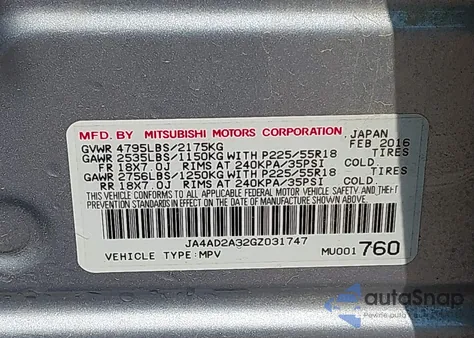 MFD. BY MITSUBISHI MOTORS CORPORATION, JAPAN
GVWR 4795LBS/2175KG FEB 2016
GAWR 2535LBS/1150KG WITH P225/55R18 TIRES
FR 18X7.0J RIMS AT 240KPA/35PSI COLD
GAWR 2756LBS/1250KG WITH P225/55R18 TIRES
RR 18X7.0J RIMS AT 240KPA/35PSI COLD.
THIS VEHICLE CONFORMS TO ALL APPLICABLE FEDERAL MOTOR VEHICLE SAFETY AND THEFT
PREVENTION STANDARDS IN EFFECT ON THE DATE OF MANUFACTURE SHOWN ABOVE.
JA4AD2A32GZ031747
VEHICLE TYPE:MPV MU001760
autoSnap